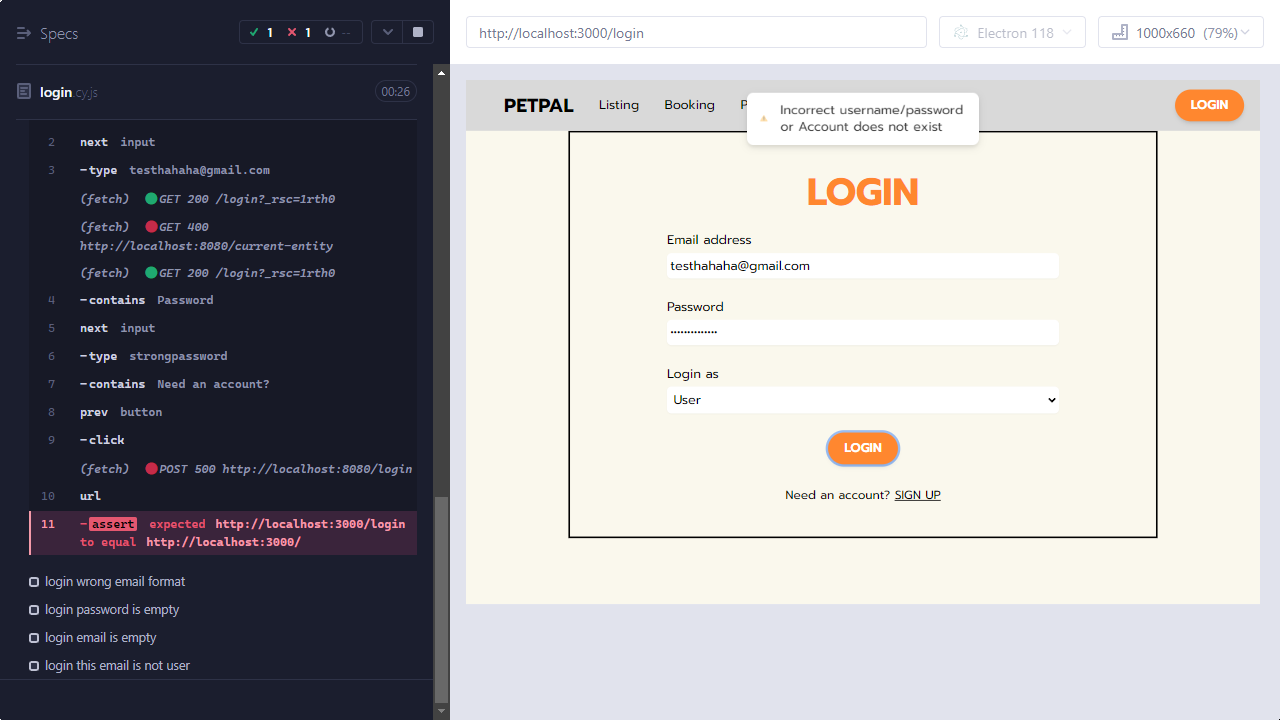 Specs
1
1
--
login.cy.js
00:26
2 next input
3 -type testhahaha@gmail.com
(fetch) GET 200 /login?_rsc=1rth0
(fetch) GET 400
http://localhost:8080/current-entity
(fetch) GET 200 /login?_rsc=1rth0
4 -contains Password
5 next input
6 -type strongpassword
7 -contains Need an account?
8 prev button
9 -click
(fetch) POST 500 http://localhost:8080/login
10 url
11 -assert expected http://localhost:3000/login
to equal http://localhost:3000/
login wrong email format
login password is empty
login email is empty
login this email is not user
http://localhost:3000/login
Electron 118
1000x660 (79%)
PETPAL Listing Booking P
LOGIN
Incorrect username/password
or Account does not exist
LOGIN
Email address
testhahaha@gmail.com
Password
••••••••••••••
Login as
User
LOGIN
Need an account? SIGN UP